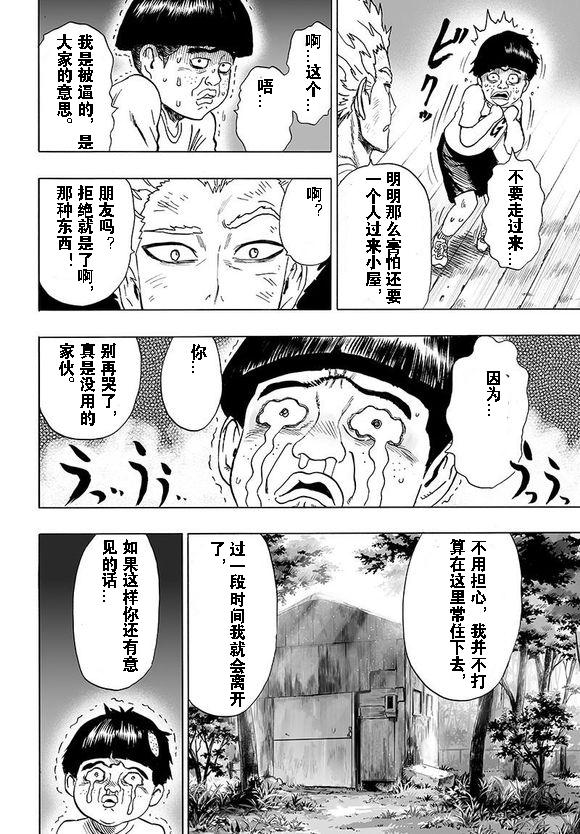 不要走过来…
明明那么害怕还要
一个人过来小屋，
啊…这个…
唔…
我是被逼的，是
大家的意思。
啊？
朋友吗？
拒绝就是了啊，
那种东西！
因为…
你…
别再哭了，
真是没用的
家伙。
うっ
うぅ
うぅ
不用担心，我并不打
算在这里常住下去，
过一段时间我就会离开
了，
如果这样你还有意
见的话…